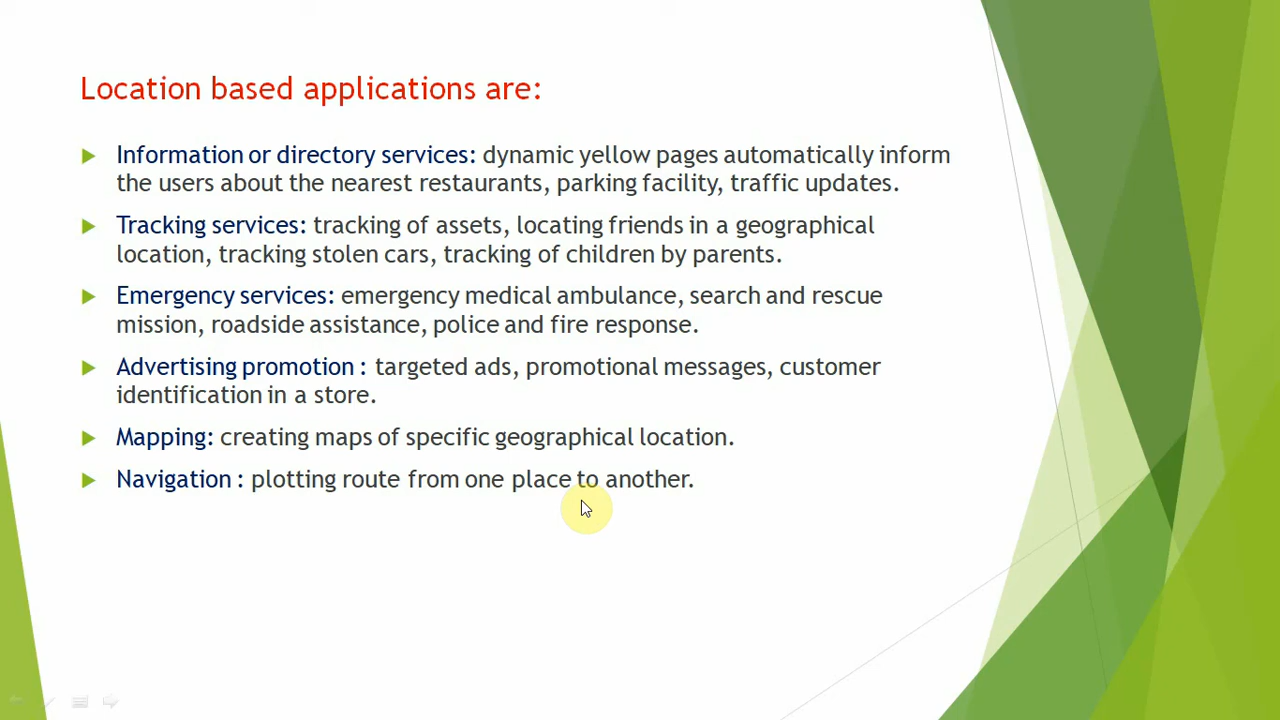 Location based applications are:
Information or directory services: dynamic yellow pages automatically inform
the users about the nearest restaurants, parking facility, traffic updates.
Tracking services: tracking of assets, locating friends in a geographical
location, tracking stolen cars, tracking of children by parents.
Emergency services: emergency medical ambulance, search and rescue
mission, roadside assistance, police and fire response.
Advertising promotion : targeted ads, promotional messages, customer
identification in a store.
Mapping: creating maps of specific geographical location.
Navigation : plotting route from one place to another.